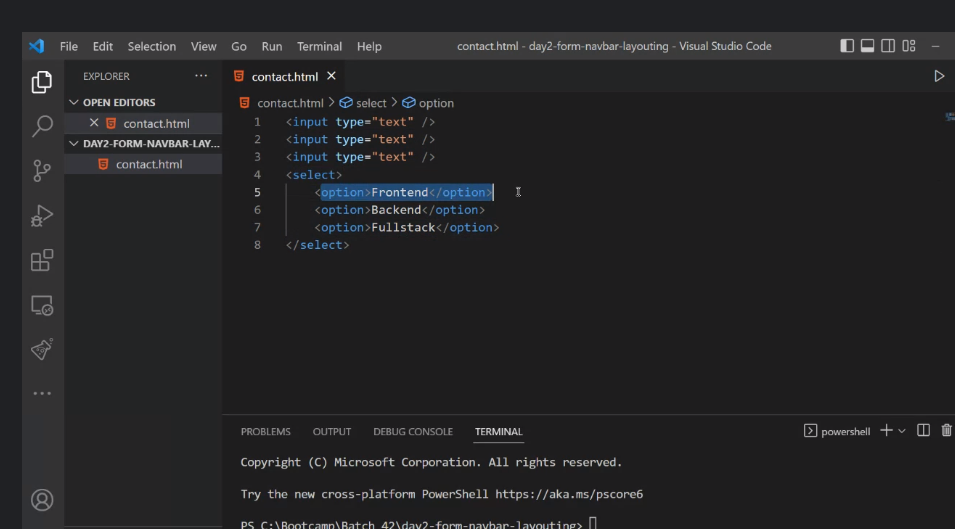 File Edit Selection View Go Run Terminal Help
contact.html - day2-form-navbar-layouting - Visual Studio Code
EXPLORER ...
OPEN EDITORS
contact.html
DAY2-FORM-NAVBAR-LAY...
contact.html
contact.html
contact.html > select > option
1 <input type="text" />
2 <input type="text" />
3 <input type="text" />
4 <select>
5 <option>Frontend</option>
6 <option>Backend</option>
7 <option>Fullstack</option>
8 </select>
PROBLEMS OUTPUT DEBUG CONSOLE TERMINAL
powershell
Copyright (C) Microsoft Corporation. All rights reserved.
Try the new cross-platform PowerShell https://aka.ms/pscore6
PS C:\Bootcamp\Batch 42\day2-form-navbar-layouting>